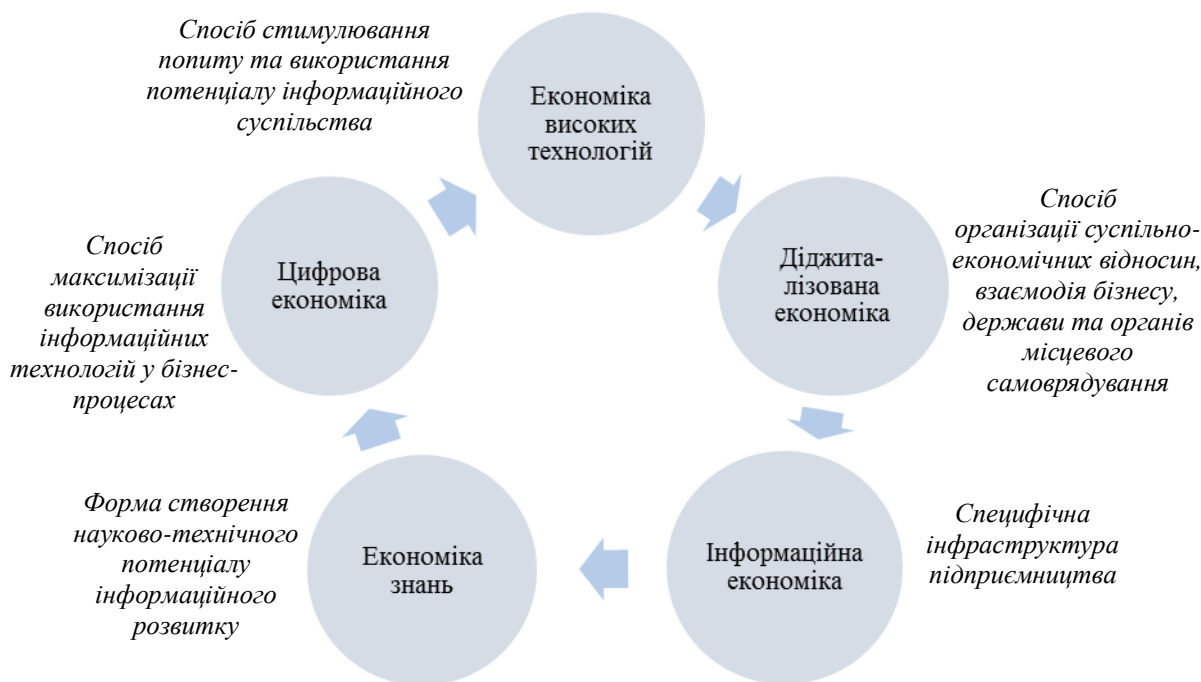 Спосіб стимулювання
попиту та використання
потенціалу інформаційного
суспільства
Економіка
високих
технологій
Спосіб
організації суспільно-
економічних відносин,
взаємодія бізнесу,
держави та органів
місцевого
самоврядування
Діджита-
лізована
економіка
Спосіб
максимізації
використання
інформаційних
технологій у бізнес-
процесах
Цифрова
економіка
Форма створення
науково-технічного
потенціалу
інформаційного
розвитку
Економіка
знань
Інформаційна
економіка
Специфічна
інфраструктура
підприємництва